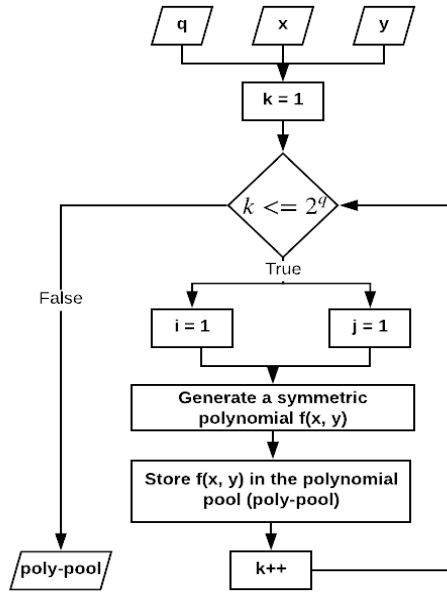 q
x
y
k = 1
k <= 2^q
True
False
i = 1
j = 1
Generate a symmetric
polynomial f(x, y)
Store f(x, y) in the polynomial
pool (poly-pool)
poly-pool
k++